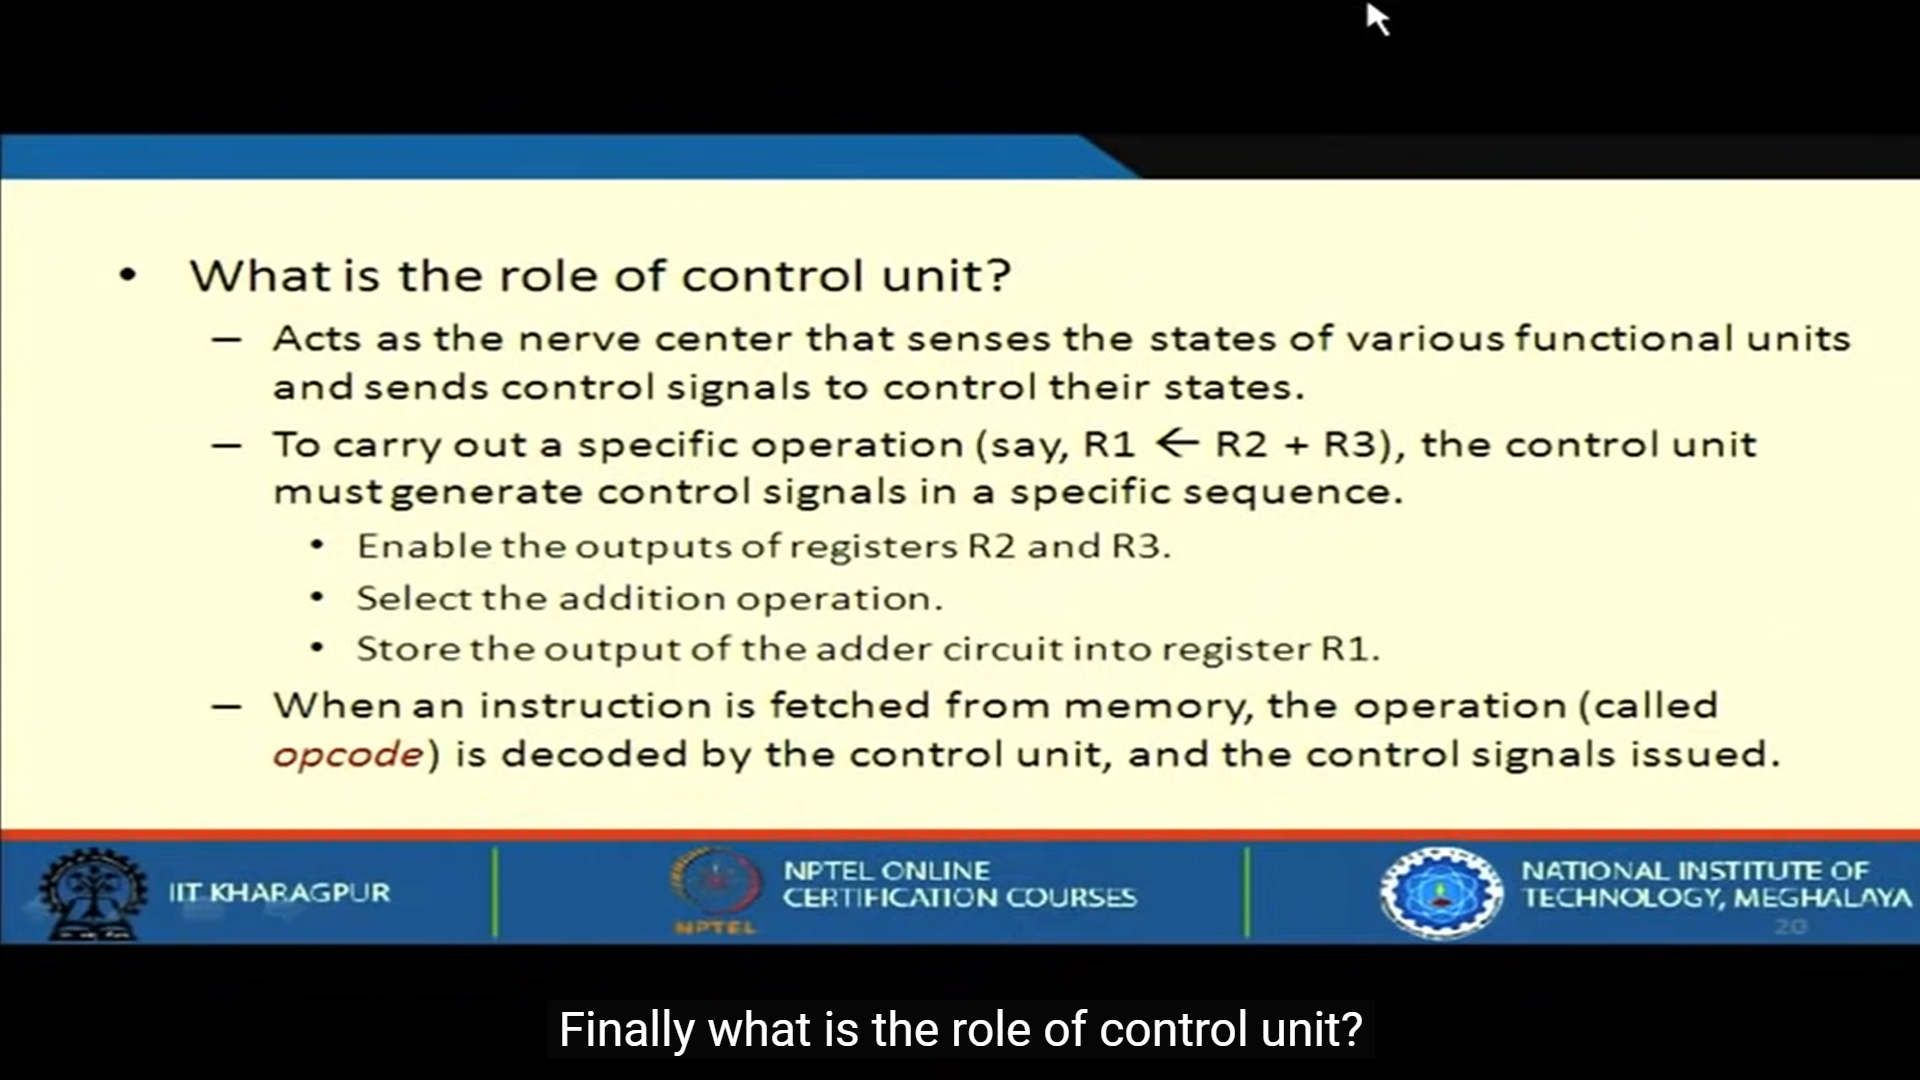 • What is the role of control unit?
– Acts as the nerve center that senses the states of various functional units
and sends control signals to control their states.
– To carry out a specific operation (say, R1 ← R2 + R3), the control unit
must generate control signals in a specific sequence.
• Enable the outputs of registers R2 and R3.
• Select the addition operation.
• Store the output of the adder circuit into register R1.
– When an instruction is fetched from memory, the operation (called
opcode) is decoded by the control unit, and the control signals issued.
IIT KHARAGPUR
NPTEL
NPTEL ONLINE
CERTIFICATION COURSES
NATIONAL INSTITUTE OF
TECHNOLOGY, MEGHALAYA
20
Finally what is the role of control unit?